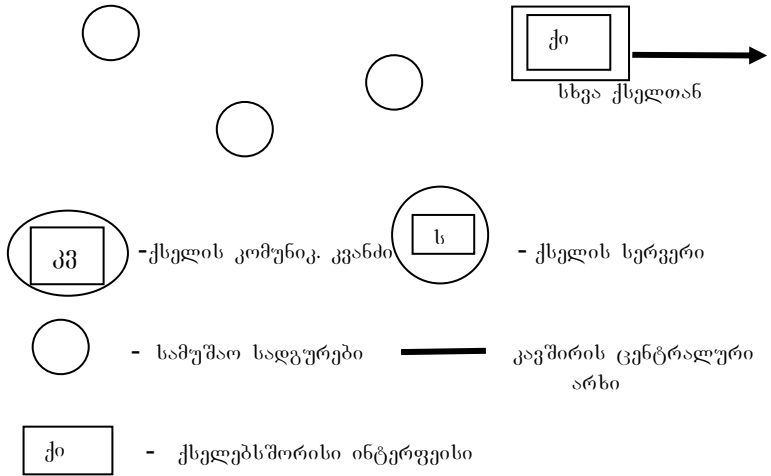 ქი
სხვა ქსელთან
კვ -ქსელის კომუნიკ. კვანძი ს - ქსელის სერვერი
- სამუშაო სადგურები კავშირის ცენტრალური
არხი
ქი - ქსელებსშორისი ინტერფეისი